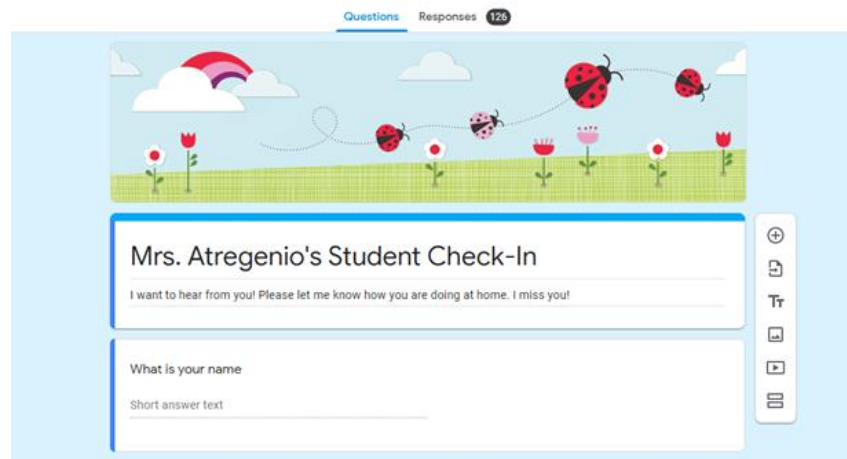 Questions Responses 126
Mrs. Atregenio's Student Check-In
I want to hear from you! Please let me know how you are doing at home. I miss you!
What is your name
Short answer text